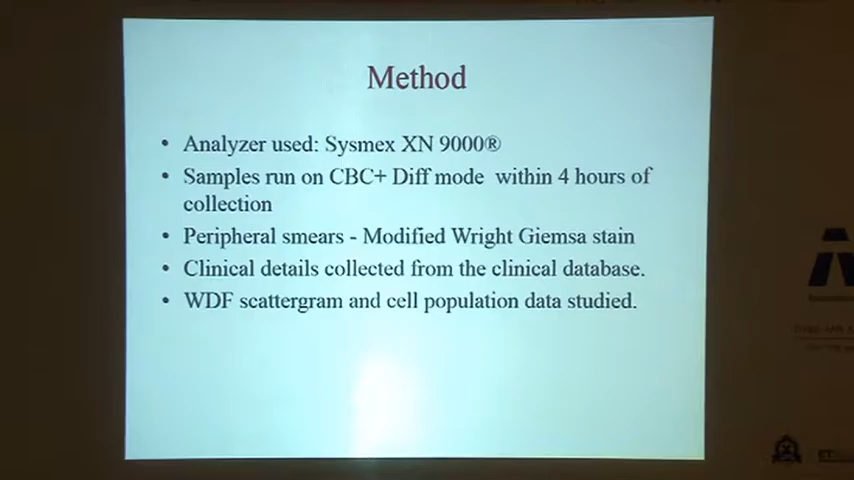 Method
• Analyzer used: Sysmex XN 9000®
• Samples run on CBC+ Diff mode within 4 hours of
collection
• Peripheral smears - Modified Wright Giemsa stain
• Clinical details collected from the clinical database.
• WDF scattergram and cell population data studied.